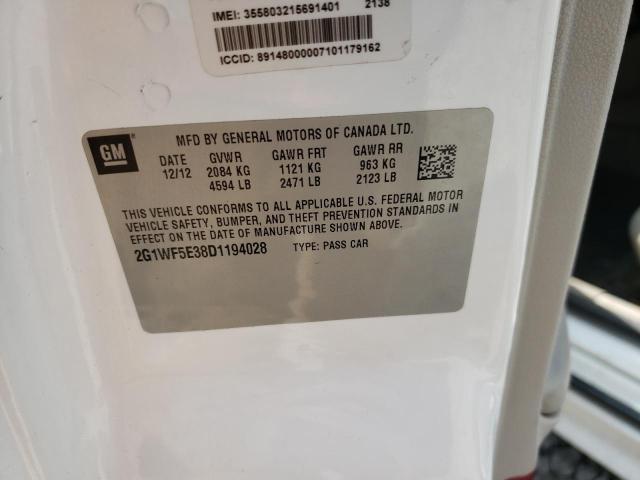 IMEI: 355803215691401 2138
ICCID: 89148000007101179162
GM
MFD BY GENERAL MOTORS OF CANADA LTD.
DATE GVWR GAWR FRT GAWR RR
12/12 2084 KG 1121 KG 963 KG
4594 LB 2471 LB 2123 LB
THIS VEHICLE CONFORMS TO ALL APPLICABLE U.S. FEDERAL MOTOR
VEHICLE SAFETY, BUMPER, AND THEFT PREVENTION STANDARDS IN
EFFECT ON THE DATE OF MANUFACTURE SHOWN ABOVE.
2G1WF5E38D1194028 TYPE: PASS CAR